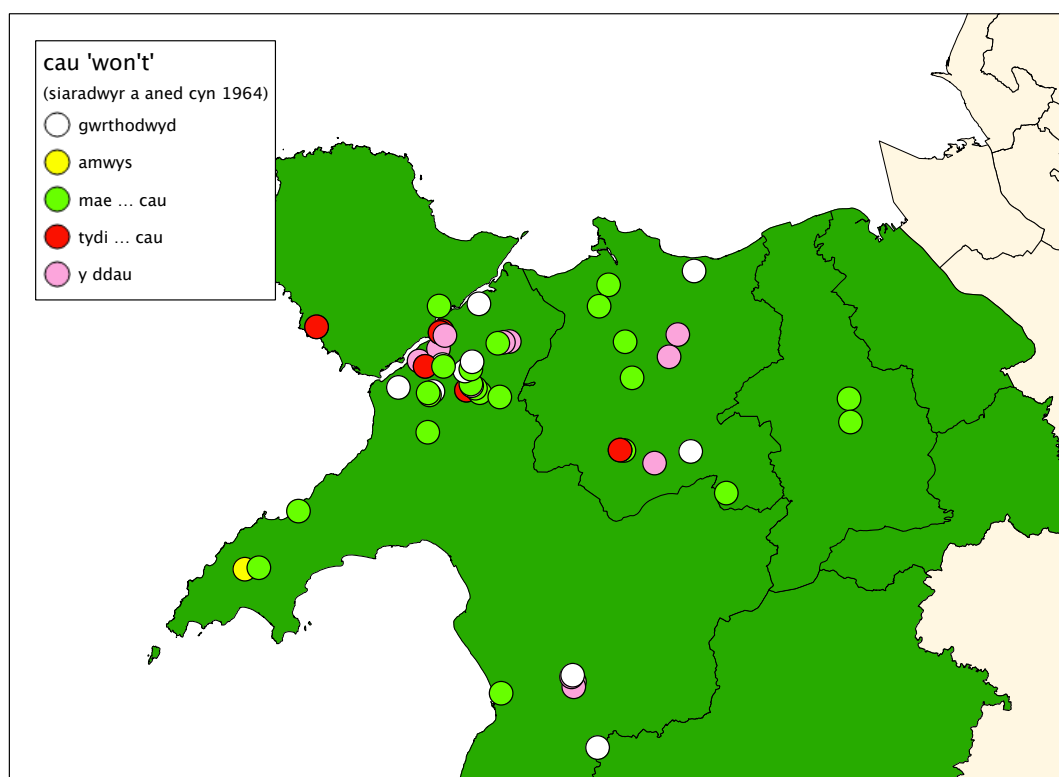 cau 'won't'
(siaradwyr a aned cyn 1964)
gwrthodwyd
amwys
mae ... cau
tydi ... cau
y ddau